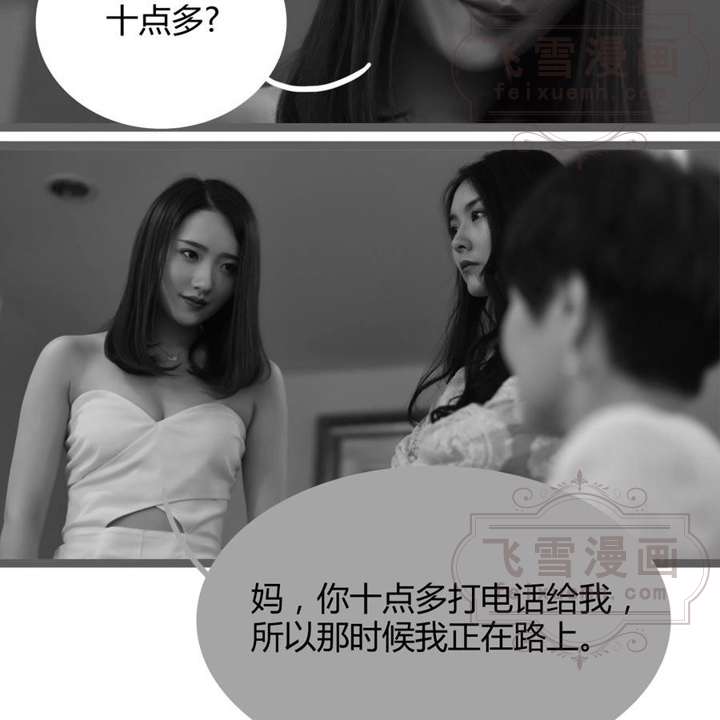 十点多?
飞雪漫画
feixuemh.com
飞雪漫画
feixuemh.com
妈，你十点多打电话给我，
所以那时候我正在路上。